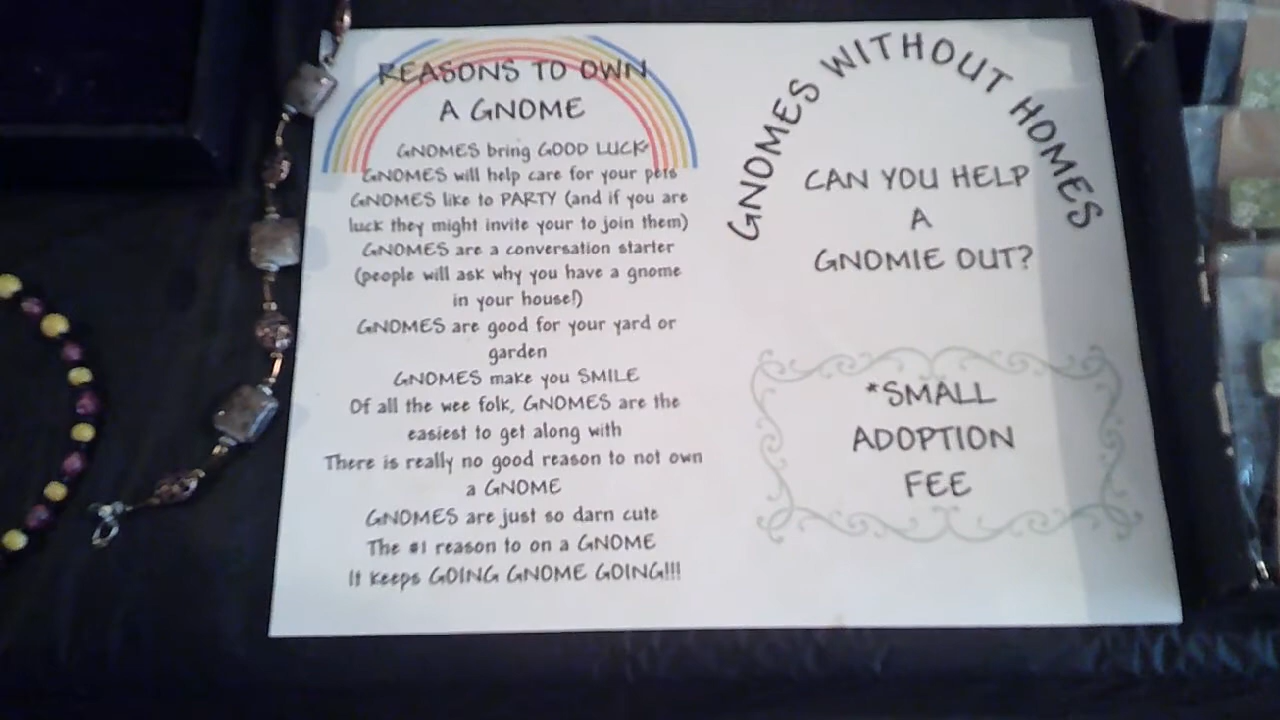 REASONS TO OWN
A GNOME
GNOMES bring GOOD LUCK
GNOMES will help care for your pets
GNOMES like to PARTY (and if you are
luck they might invite your to join them)
GNOMES are a conversation starter
(people will ask why you have a gnome
in your house!)
GNOMES are good for your yard or
garden
GNOMES make you SMILE
Of all the wee folk, GNOMES are the
easiest to get along with
There is really no good reason to not own
a GNOME
GNOMES are just so darn cute
The #1 reason to on a GNOME
It keeps GOING GNOME GOING!!!
GNOMES WITHOUT HOMES
CAN YOU HELP
A
GNOMIE OUT?
*SMALL
ADOPTION
FEE